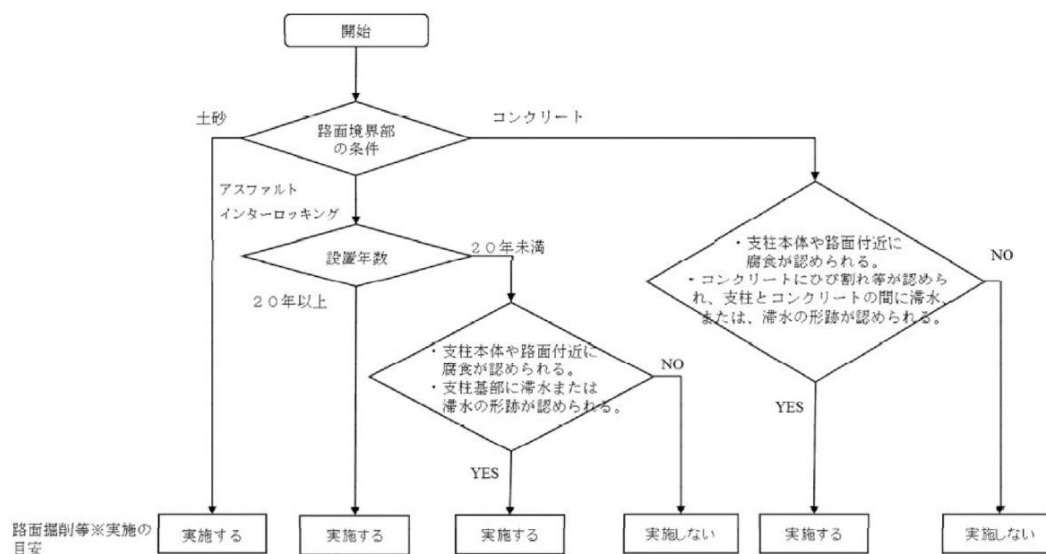 開始
土砂
コンクリート
路面境界部
の条件
アスファルト
インターロッキング
設置年数
20年未満
20年以上
・支柱本体や路面付近に
腐食が認められる。
・コンクリートにひび割れ等が認めら
れ、支柱とコンクリートの間に滞水、
または、滞水の形跡が認められる。
NO
・支柱本体や路面付近に
腐食が認められる。
・支柱基部に滞水または
滞水の形跡が認められる。
NO
YES
YES
路面掘削等※実施の
目安
実施する
実施する
実施する
実施しない
実施する
実施しない